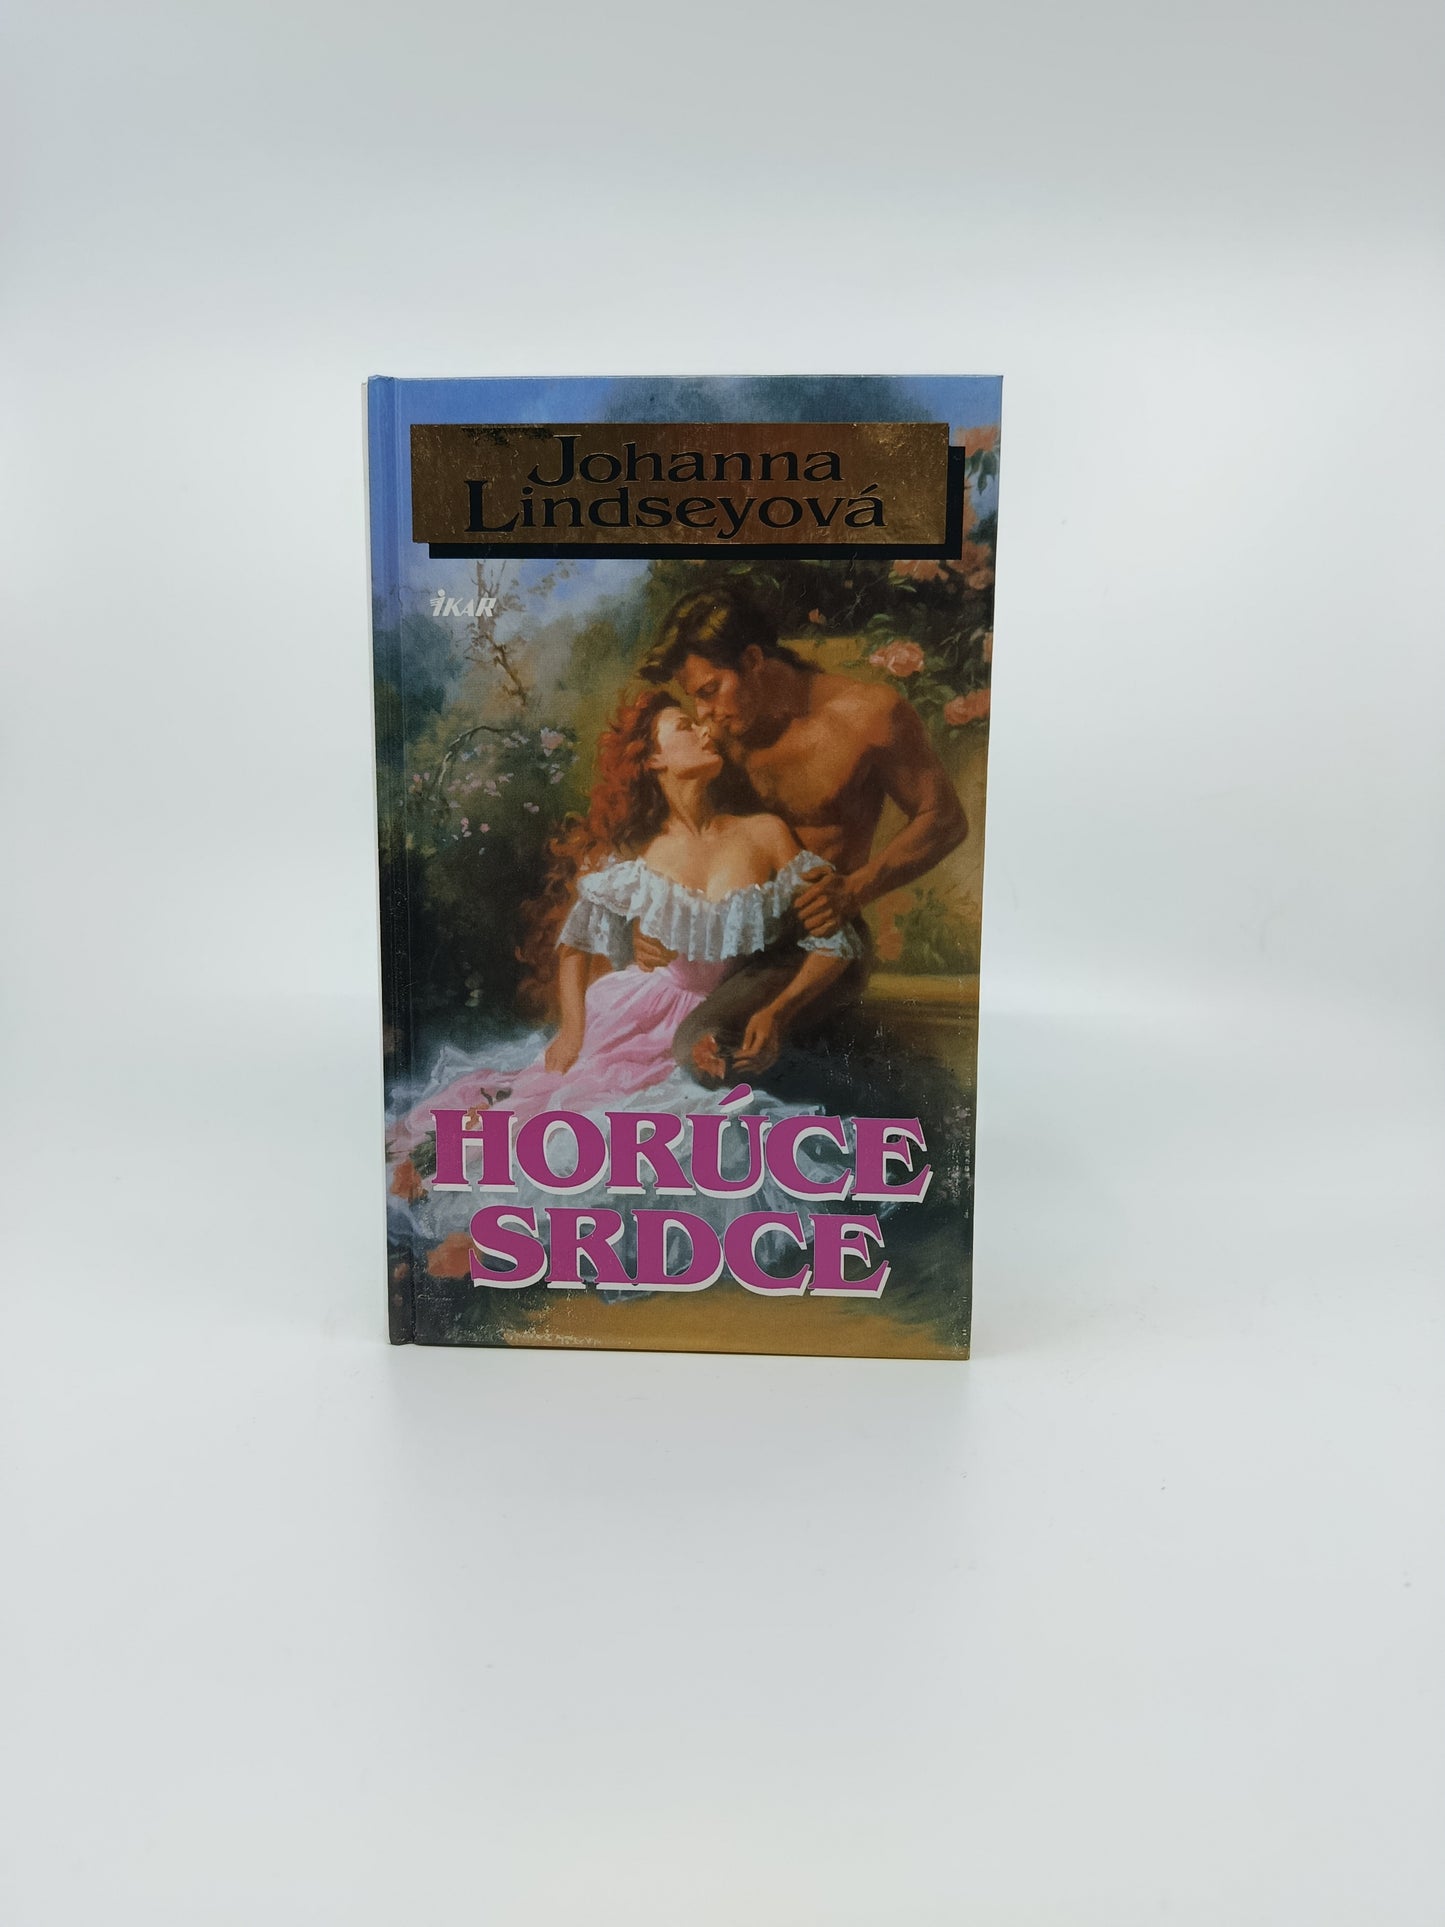 Johanna
Lindseyová
IKAR
HORÚCE
SRDCE